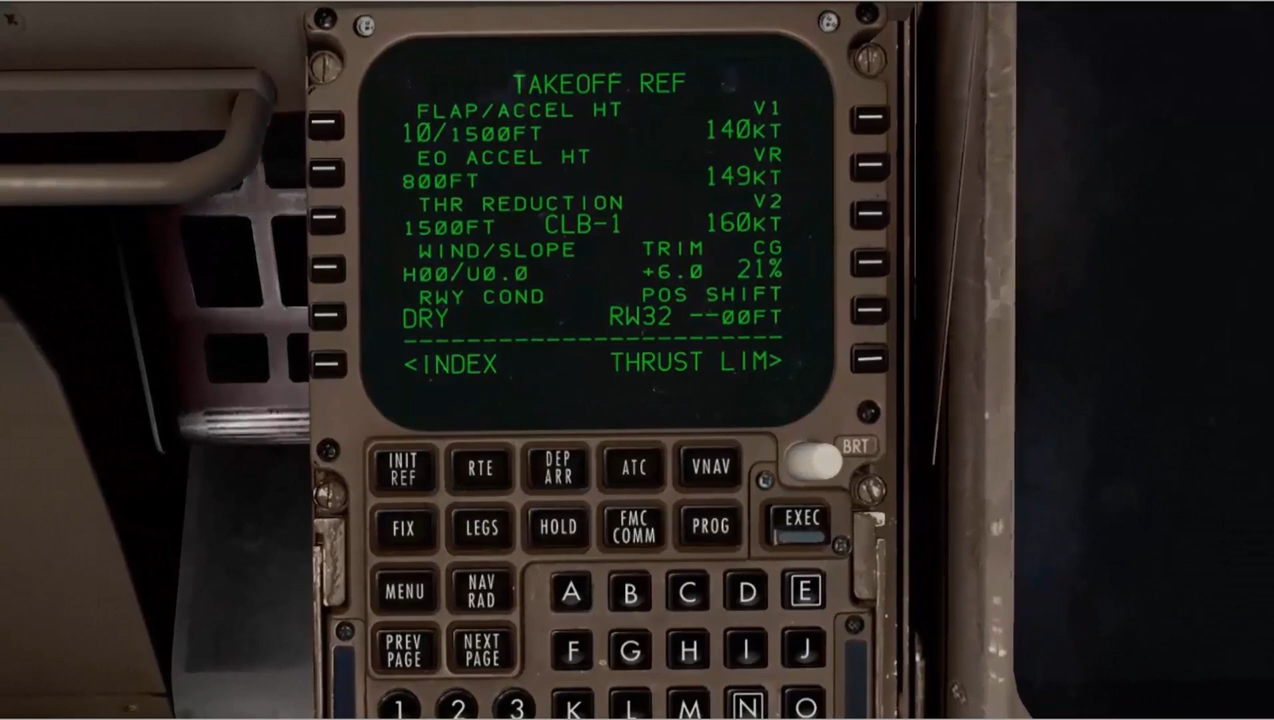 TAKEOFF REF
FLAP/ACCEL HT V1
10/1500FT 140KT
EO ACCEL HT VR
800FT 149KT
THR REDUCTION V2
1500FT CLB-1 160KT
WIND/SLOPE TRIM CG
H00/U0.0 +6.0 21%
RWY COND POS SHIFT
DRY RW32 --00FT
------------------------
<INDEX THRUST LIM>
BRT
INIT REF RTE DEP ARR ATC VNAV
FIX LEGS HOLD FMC COMM PROG EXEC
MENU NAV RAD A B C D E
PREV PAGE NEXT PAGE F G H I J
1 2 3 K L M N O